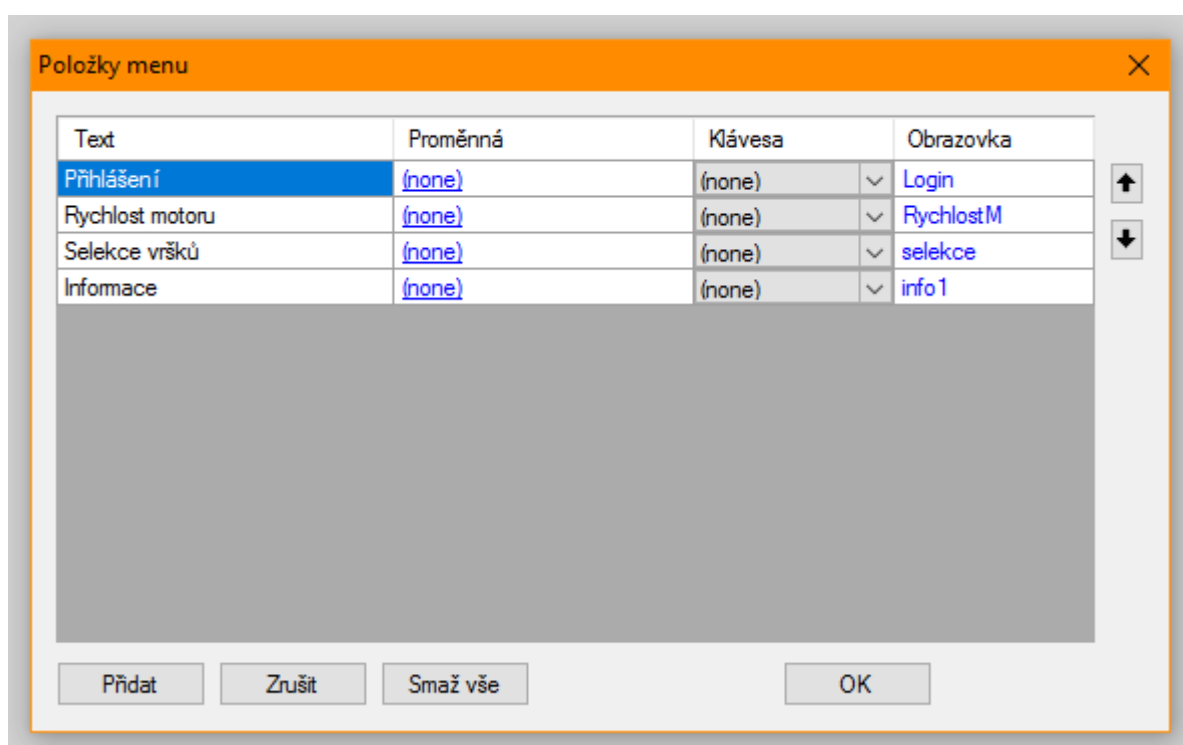 Položky menu
Text Proměnná Klávesa Obrazovka
Přihlášení (none) (none) Login
Rychlost motoru (none) (none) RychlostM
Selekce vršků (none) (none) selekce
Informace (none) (none) info1
Přidat Zrušit Smaž vše OK